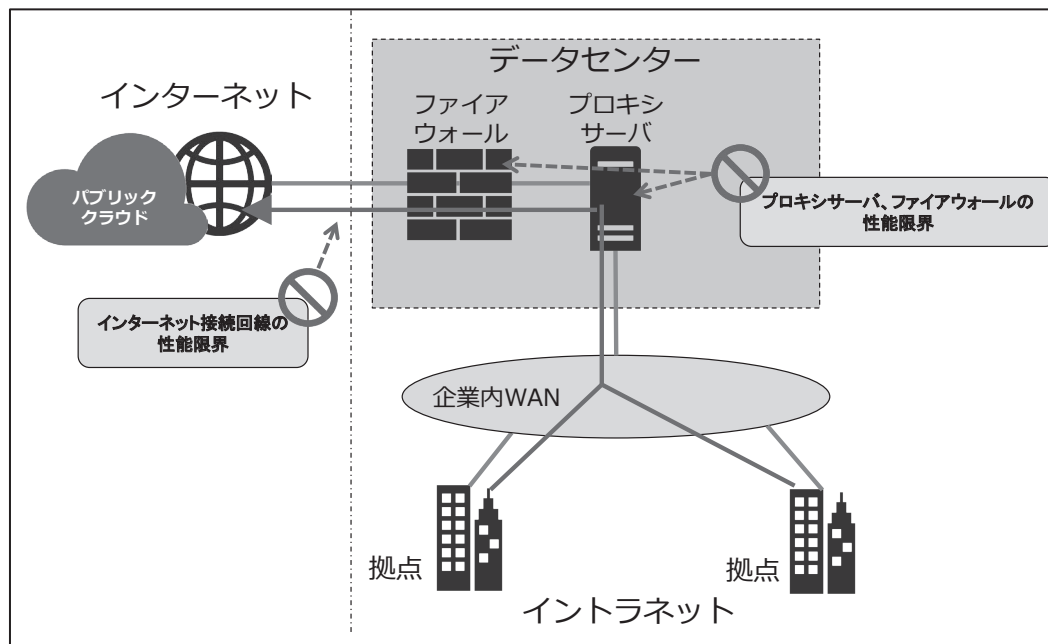 データセンター
インターネット
ファイア
ウォール
プロキシ
サーバ
パブリック
クラウド
プロキシサーバ、ファイアウォールの
性能限界
インターネット接続回線の
性能限界
企業内WAN
拠点
拠点
イントラネット